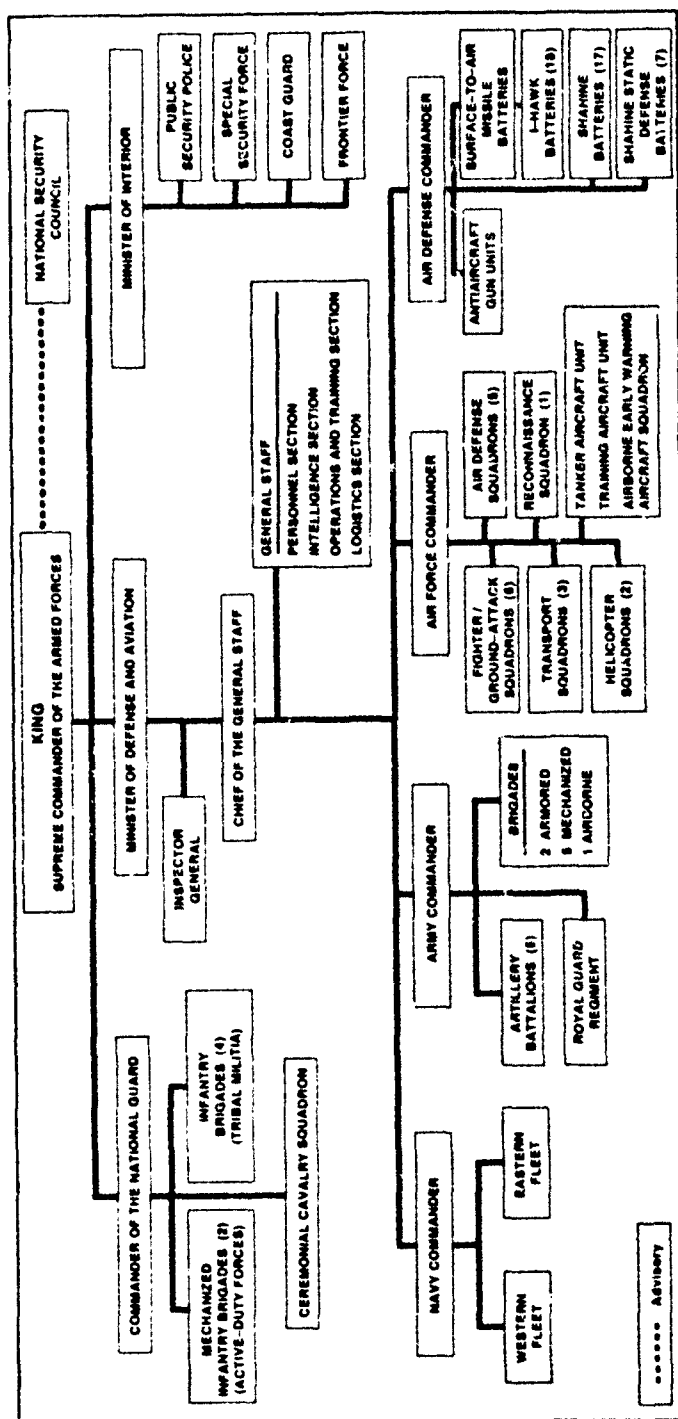 KING
SUPREME COMMANDER OF THE ARMED FORCES
NATIONAL SECURITY
COUNCIL
COMMANDER OF THE NATIONAL GUARD
MECHANIZED
INFANTRY BRIGADES (2)
(ACTIVE-DUTY FORCES)
INFANTRY
BRIGADES (4)
(TRIBAL MILITIA)
CEREMONIAL CAVALRY SQUADRON
MINISTER OF DEFENSE AND AVIATION
INSPECTOR
GENERAL
CHIEF OF THE GENERAL STAFF
GENERAL STAFF
PERSONNEL SECTION
INTELLIGENCE SECTION
OPERATIONS AND TRAINING SECTION
LOGISTICS SECTION
MINISTER OF INTERIOR
PUBLIC
SECURITY POLICE
SPECIAL
SECURITY FORCE
COAST GUARD
FRONTIER FORCE
NAVY COMMANDER
WESTERN
FLEET
EASTERN
FLEET
ARMY COMMANDER
ARTILLERY
BATTALIONS (5)
BRIGADES
2 ARMORED
5 MECHANIZED
1 AIRBORNE
ROYAL GUARD
REGIMENT
AIR FORCE COMMANDER
FIGHTER/
GROUND-ATTACK
SQUADRONS (6)
AIR DEFENSE
SQUADRONS (5)
TRANSPORT
SQUADRONS (3)
RECONNAISSANCE
SQUADRON (1)
HELICOPTER
SQUADRONS (2)
TANKER AIRCRAFT UNIT
TRAINING AIRCRAFT UNIT
AIRBORNE EARLY WARNING
AIRCRAFT SQUADRON
AIR DEFENSE COMMANDER
ANTIAIRCRAFT
GUN UNITS
SURFACE-TO-AIR
MISSILE
BATTERIES
I-HAWK
BATTERIES
SHAHINE
BATTERIES (17)
SHAHINE STATIC
DEFENSE
BATTERIES (7)
Advisory